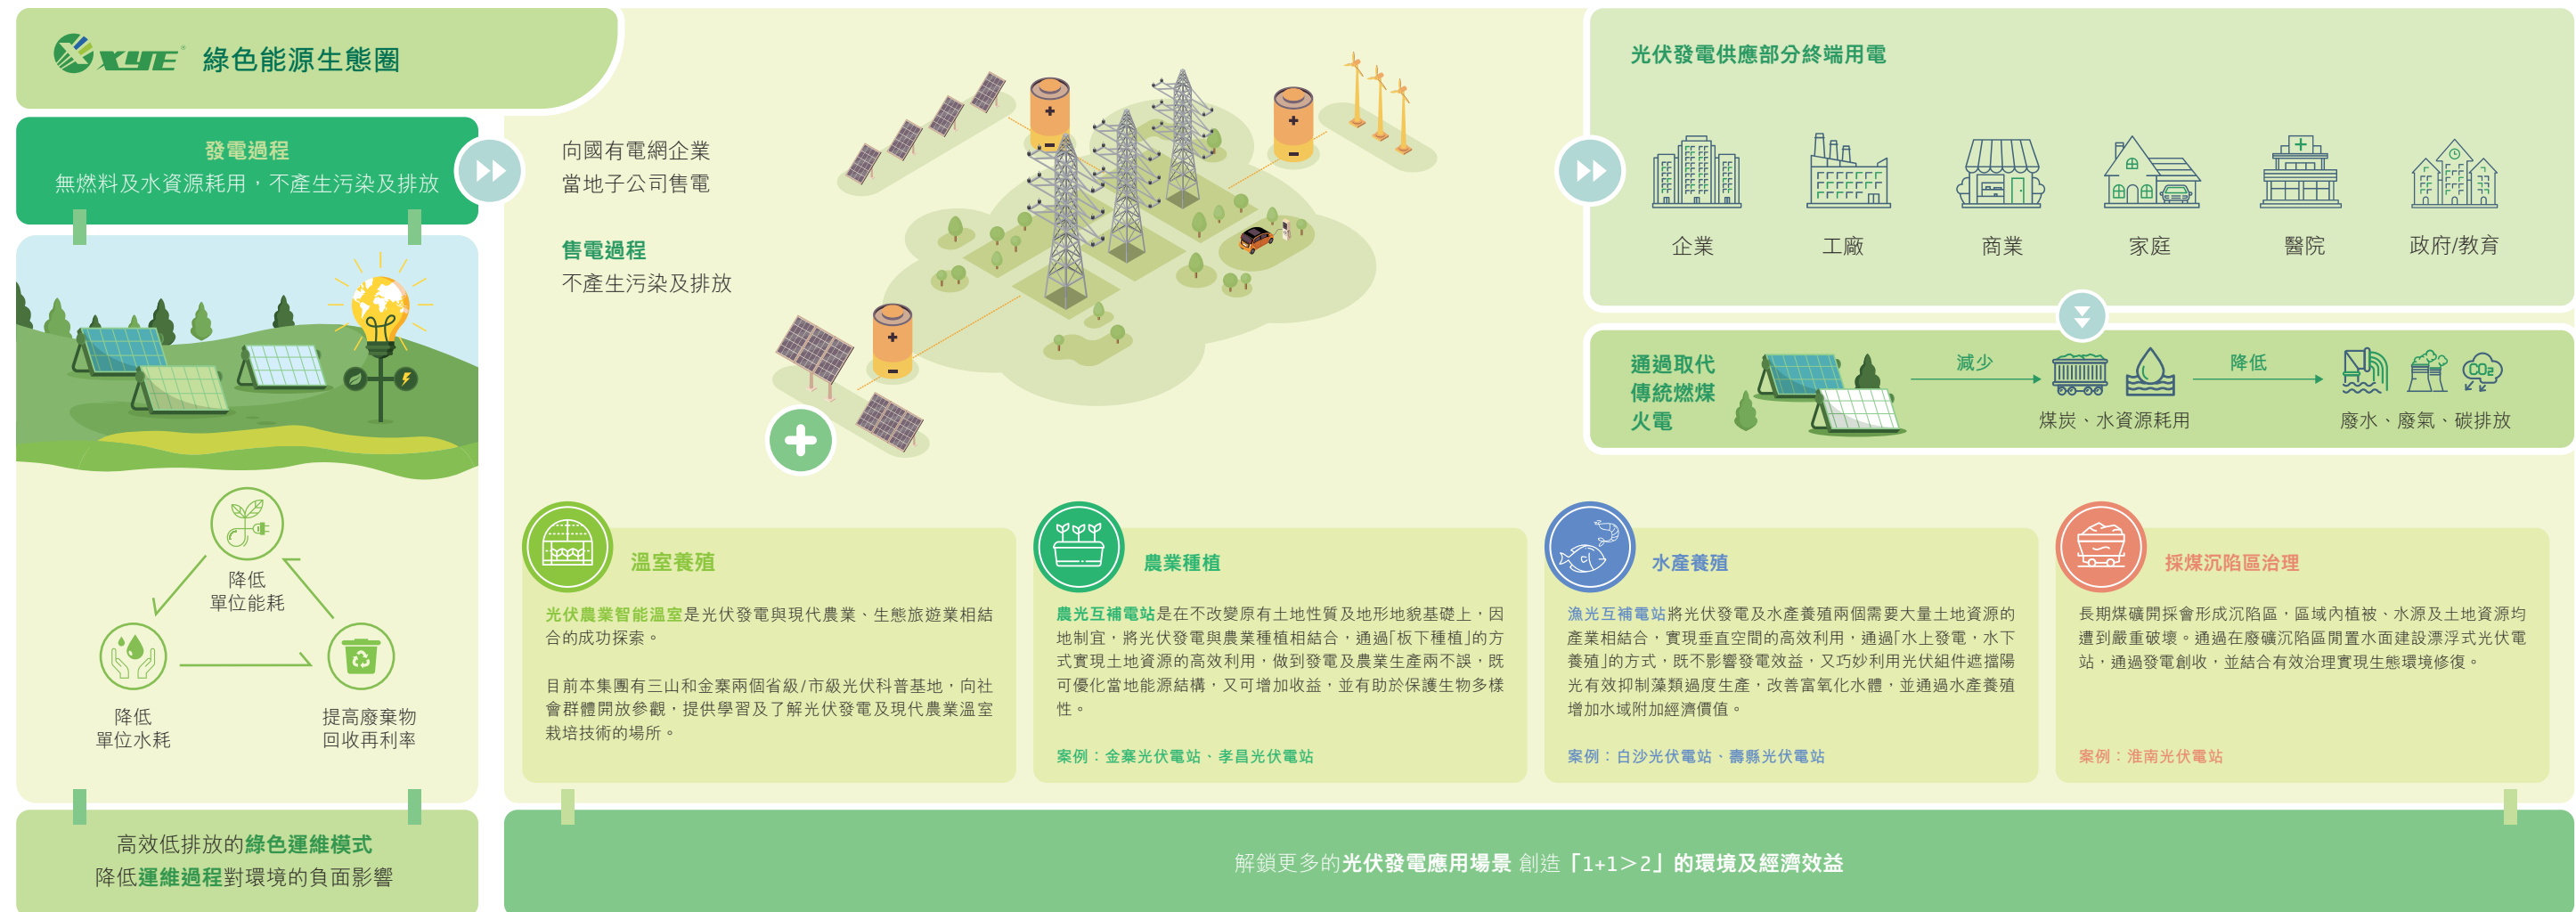 XYE® 綠色能源生態圈
發電過程
無燃料及水資源耗用，不產生污染及排放
降低
單位能耗
降低
單位水耗
提高廢棄物
回收再利率
高效低排放的綠色運維模式
降低運維過程對環境的負面影響
向國有電網企業
當地子公司售電
售電過程
不產生污染及排放
光伏發電供應部分終端用電
企業
工廠
商業
家庭
醫院
政府/教育
通過取代
傳統燃煤
火電
減少
煤炭、水資源耗用
降低
CO₂
廢水、廢氣、碳排放
溫室養殖
光伏農業智能溫室是光伏發電與現代農業、生態旅遊業相結
合的成功探索。
目前本集團有三山和金寨兩個省級/市級光伏科普基地，向社
會群體開放參觀，提供學習及了解光伏發電及現代農業溫室
栽培技術的場所。
農業種植
農光互補電站是在不改變原有土地性質及地形地貌基礎上，因
地制宜，將光伏發電與農業種植相結合，通過「板下種植」的方
式實現土地資源的高效利用，做到發電及農業生產兩不誤，既
可優化當地能源結構，又可增加收益，並有助於保護生物多樣
性。
案例：金寨光伏電站、孝昌光伏電站
水產養殖
漁光互補電站將光伏發電及水產養殖兩個需要大量土地資源的
產業相結合，實現垂直空間的高效利用，通過「水上發電，水下
養殖」的方式，既不影響發電效益，又巧妙利用光伏組件遮擋陽
光有效抑制藻類過度生產，改善富氧化水體，並通過水產養殖
增加水域附加經濟價值。
案例：白沙光伏電站、壽縣光伏電站
採煤沉陷區治理
長期煤礦開採會形成沉陷區，區域內植被、水源及土地資源均
遭到嚴重破壞。通過在廢礦沉陷區閒置水面建設漂浮式光伏電
站，通過發電創收，並結合有效治理實現生態環境修復。
案例：淮南光伏電站
解鎖更多的光伏發電應用場景 創造「1+1＞2」的環境及經濟效益